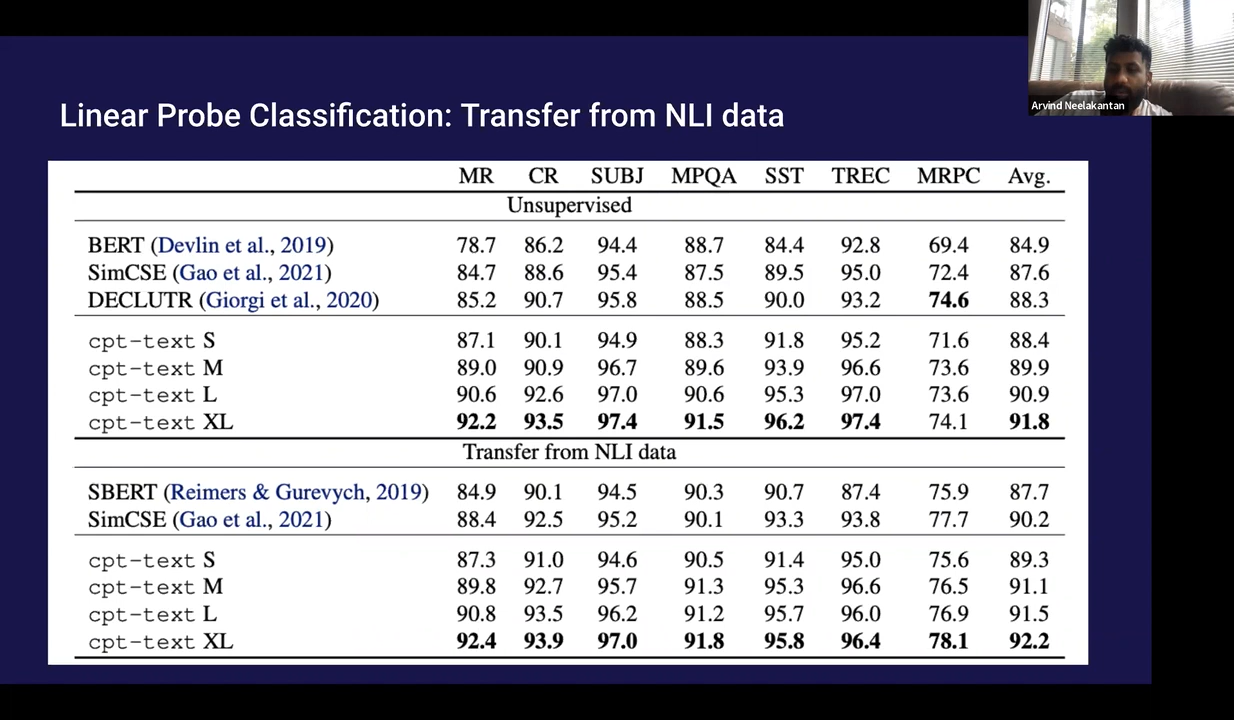 Arvind Neelakantan
Linear Probe Classification: Transfer from NLI data
MR CR SUBJ MPQA SST TREC MRPC Avg.
Unsupervised
BERT (Devlin et al., 2019) 78.7 86.2 94.4 88.7 84.4 92.8 69.4 84.9
SimCSE (Gao et al., 2021) 84.7 88.6 95.4 87.5 89.5 95.0 72.4 87.6
DECLUTR (Giorgi et al., 2020) 85.2 90.7 95.8 88.5 90.0 93.2 74.6 88.3
cpt-text S 87.1 90.1 94.9 88.3 91.8 95.2 71.6 88.4
cpt-text M 89.0 90.9 96.7 89.6 93.9 96.6 73.6 89.9
cpt-text L 90.6 92.6 97.0 90.6 95.3 97.0 73.6 90.9
cpt-text XL 92.2 93.5 97.4 91.5 96.2 97.4 74.1 91.8
Transfer from NLI data
SBERT (Reimers & Gurevych, 2019) 84.9 90.1 94.5 90.3 90.7 87.4 75.9 87.7
SimCSE (Gao et al., 2021) 88.4 92.5 95.2 90.1 93.3 93.8 77.7 90.2
cpt-text S 87.3 91.0 94.6 90.5 91.4 95.0 75.6 89.3
cpt-text M 89.8 92.7 95.7 91.3 95.3 96.6 76.5 91.1
cpt-text L 90.8 93.5 96.2 91.2 95.7 96.0 76.9 91.5
cpt-text XL 92.4 93.9 97.0 91.8 95.8 96.4 78.1 92.2